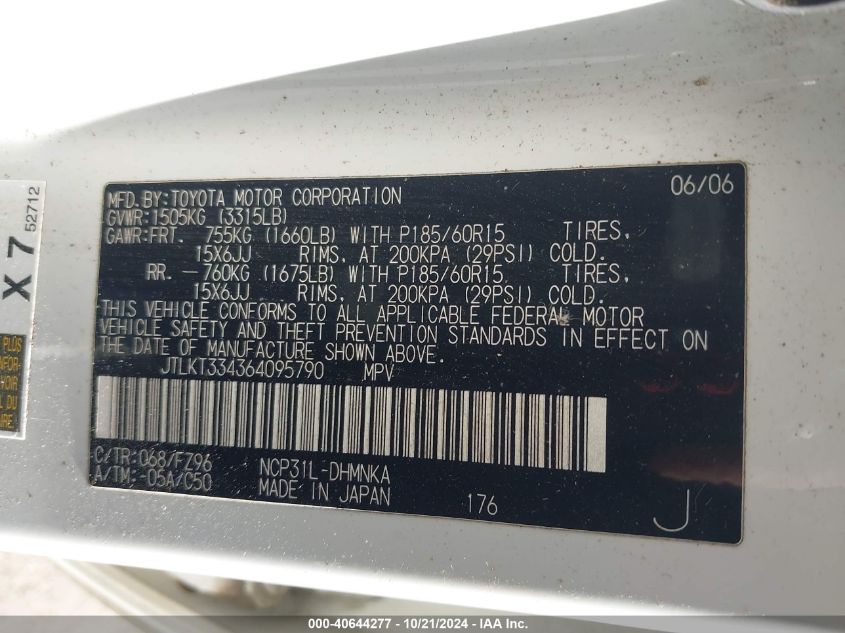 MFD.BY:TOYOTA MOTOR CORPORATION 06/06
GVWR:1505KG (3315LB)
GAWR:FRT. 755KG (1660LB) WITH P185/60R15 TIRES,
15X6JJ RIMS, AT 200KPA (29PSI) COLD.
RR. 760KG (1675LB) WITH P185/60R15 TIRES,
15X6JJ RIMS, AT 200KPA (29PSI) COLD.
THIS VEHICLE CONFORMS TO ALL APPLICABLE FEDERAL MOTOR
VEHICLE SAFETY AND THEFT PREVENTION STANDARDS IN EFFECT ON
THE DATE OF MANUFACTURE SHOWN ABOVE.
JTLKT334364095790 MPV
C/TR:068/FZ96 NCP31L-DHMNKA
A/TM:-05A/C50 MADE IN JAPAN
176 J
X 7
52712
PLUS
DU
000-40644277 - 10/21/2024 - IAA Inc.